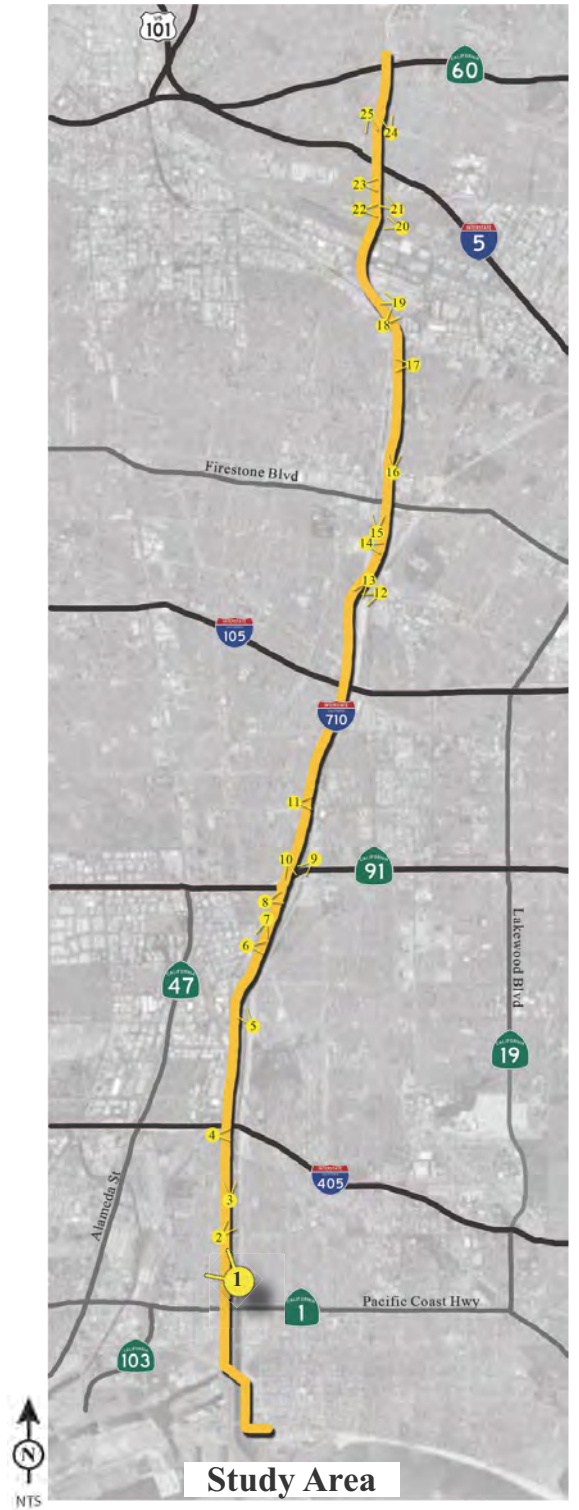 US
101
CALIFORNIA
60
25
24
23
22
21
20
INTERSTATE
5
19
18
17
16
Firestone Blvd
15
14
13
12
INTERSTATE
105
INTERSTATE
CALIFORNIA
710
11
10
9
CALIFORNIA
91
8
7
6
CALIFORNIA
47
Lakewood Blvd
5
CALIFORNIA
19
4
INTERSTATE
405
Alameda St
3
2
1
CALIFORNIA
1
Pacific Coast Hwy
CALIFORNIA
103
N
NTS
Study Area